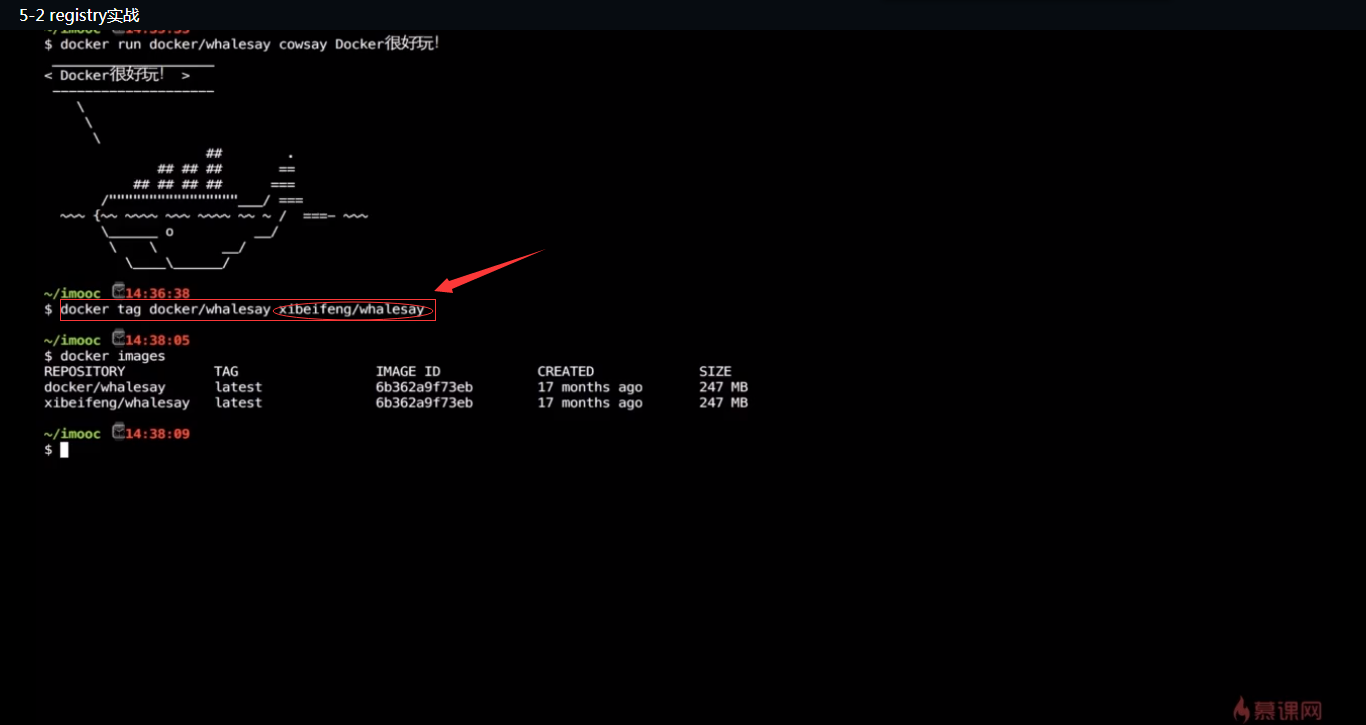 5-2 registry实战
~/imooc 14:35:35
$ docker run docker/whalesay cowsay Docker很好玩!
 _____________________
< Docker很好玩!  >
 --------------------
    \
     \
      \
                    ##        .
              ## ## ##       ==
           ## ## ## ##      ===
       /""""""""""""""""___/ ===
  ~~~ {~~ ~~~~ ~~~ ~~~~ ~~ ~ /  ===- ~~~
       \______ o          __/
        \    \        __/
          \____\______/
~/imooc 14:36:38
$ docker tag docker/whalesay xibeifeng/whalesay
~/imooc 14:38:05
$ docker images
REPOSITORY TAG IMAGE ID CREATED SIZE
docker/whalesay latest 6b362a9f73eb 17 months ago 247 MB
xibeifeng/whalesay latest 6b362a9f73eb 17 months ago 247 MB
~/imooc 14:38:09
$
慕课网